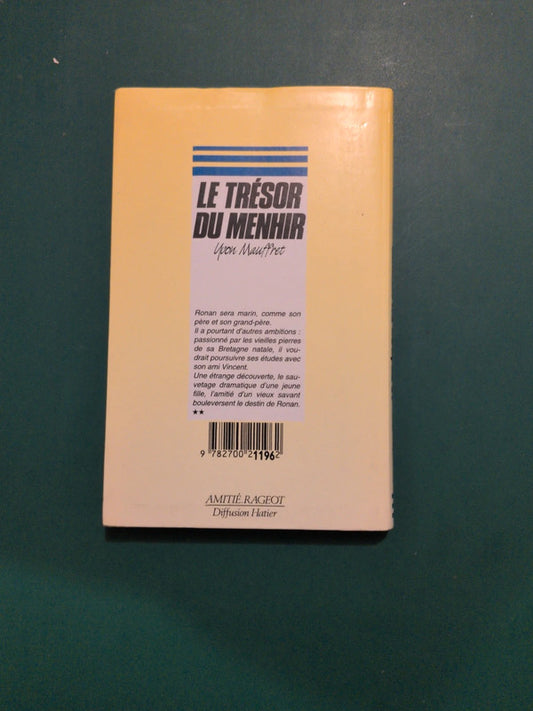 LE TRÉSOR
DU MENHIR
Yvon Mauffret
Ronan sera marin, comme son
père et son grand-père.
Il a pourtant d'autres ambitions :
passionné par les vieilles pierres
de sa Bretagne natale, il vou-
drait poursuivre ses études avec
son ami Vincent.
Une étrange découverte, le sau-
vetage dramatique d'une jeune
fille, l'amitié d'un vieux savant
bouleversent le destin de Ronan.
★★
9 782700 211962
AMITIÉ RAGEOT
Diffusion Hatier